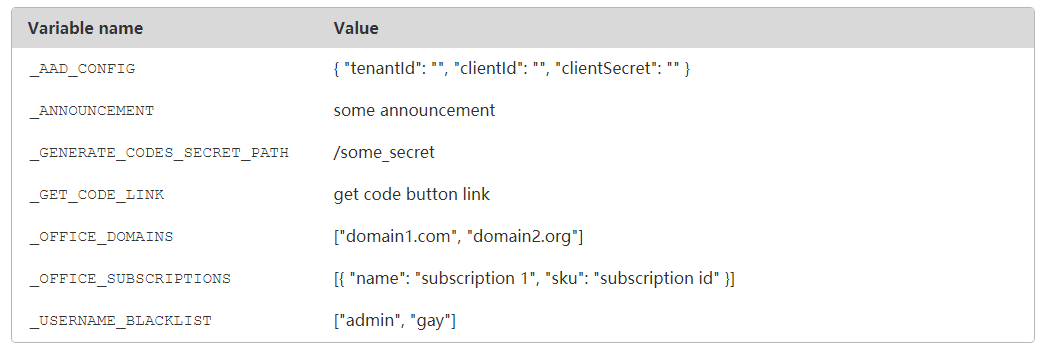 Variable name Value
_AAD_CONFIG { "tenantId": "", "clientId": "", "clientSecret": "" }
_ANNOUNCEMENT some announcement
_GENERATE_CODES_SECRET_PATH /some_secret
_GET_CODE_LINK get code button link
_OFFICE_DOMAINS ["domain1.com", "domain2.org"]
_OFFICE_SUBSCRIPTIONS [{ "name": "subscription 1", "sku": "subscription id" }]
_USERNAME_BLACKLIST ["admin", "gay"]